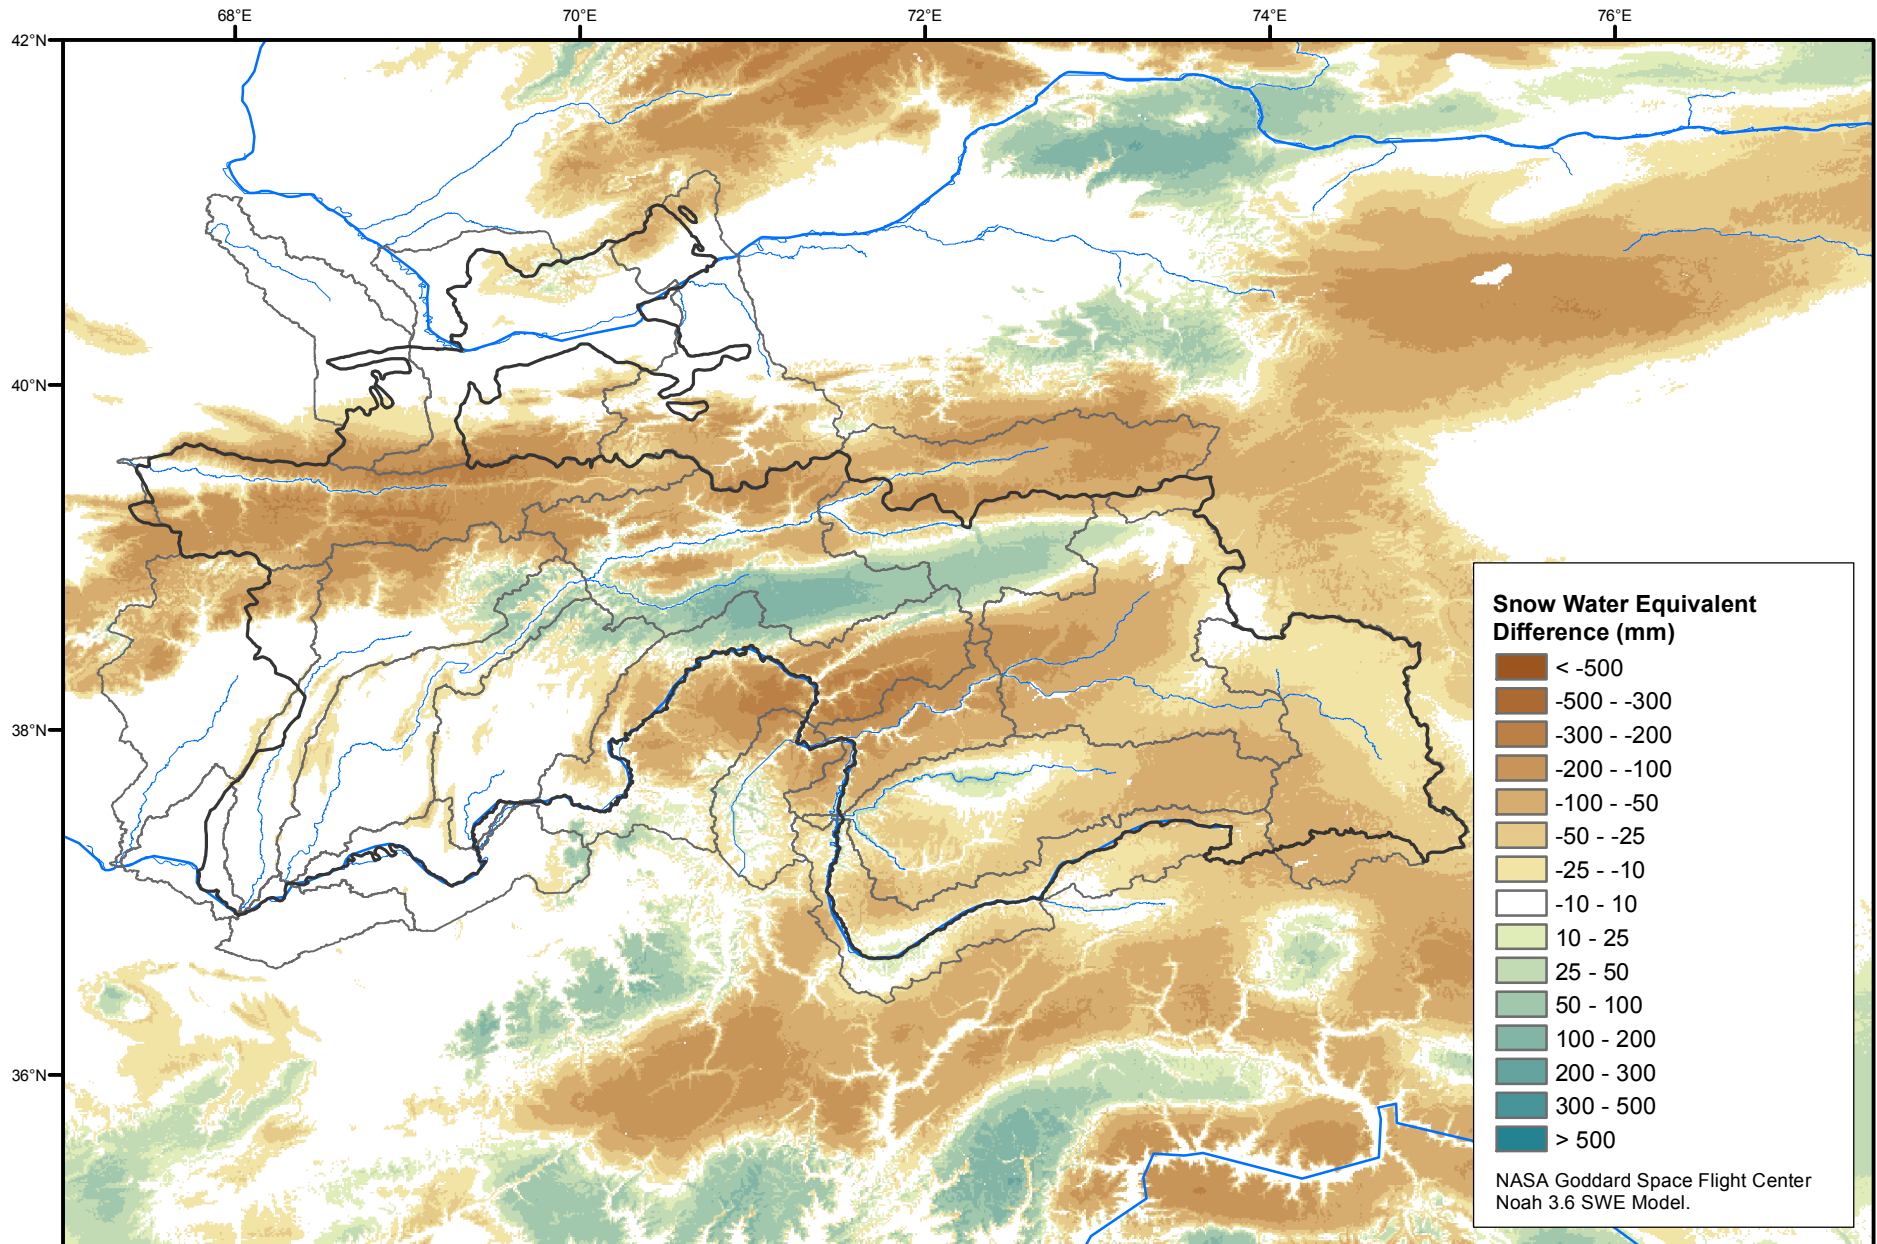 68°E
70°E
72°E
74°E
76°E
42°N
40°N
38°N
36°N
Snow Water Equivalent
Difference (mm)
< -500
-500 - -300
-300 - -200
-200 - -100
-100 - -50
-50 - -25
-25 - -10
-10 - 10
10 - 25
25 - 50
50 - 100
100 - 200
200 - 300
300 - 500
> 500
NASA Goddard Space Flight Center
Noah 3.6 SWE Model.